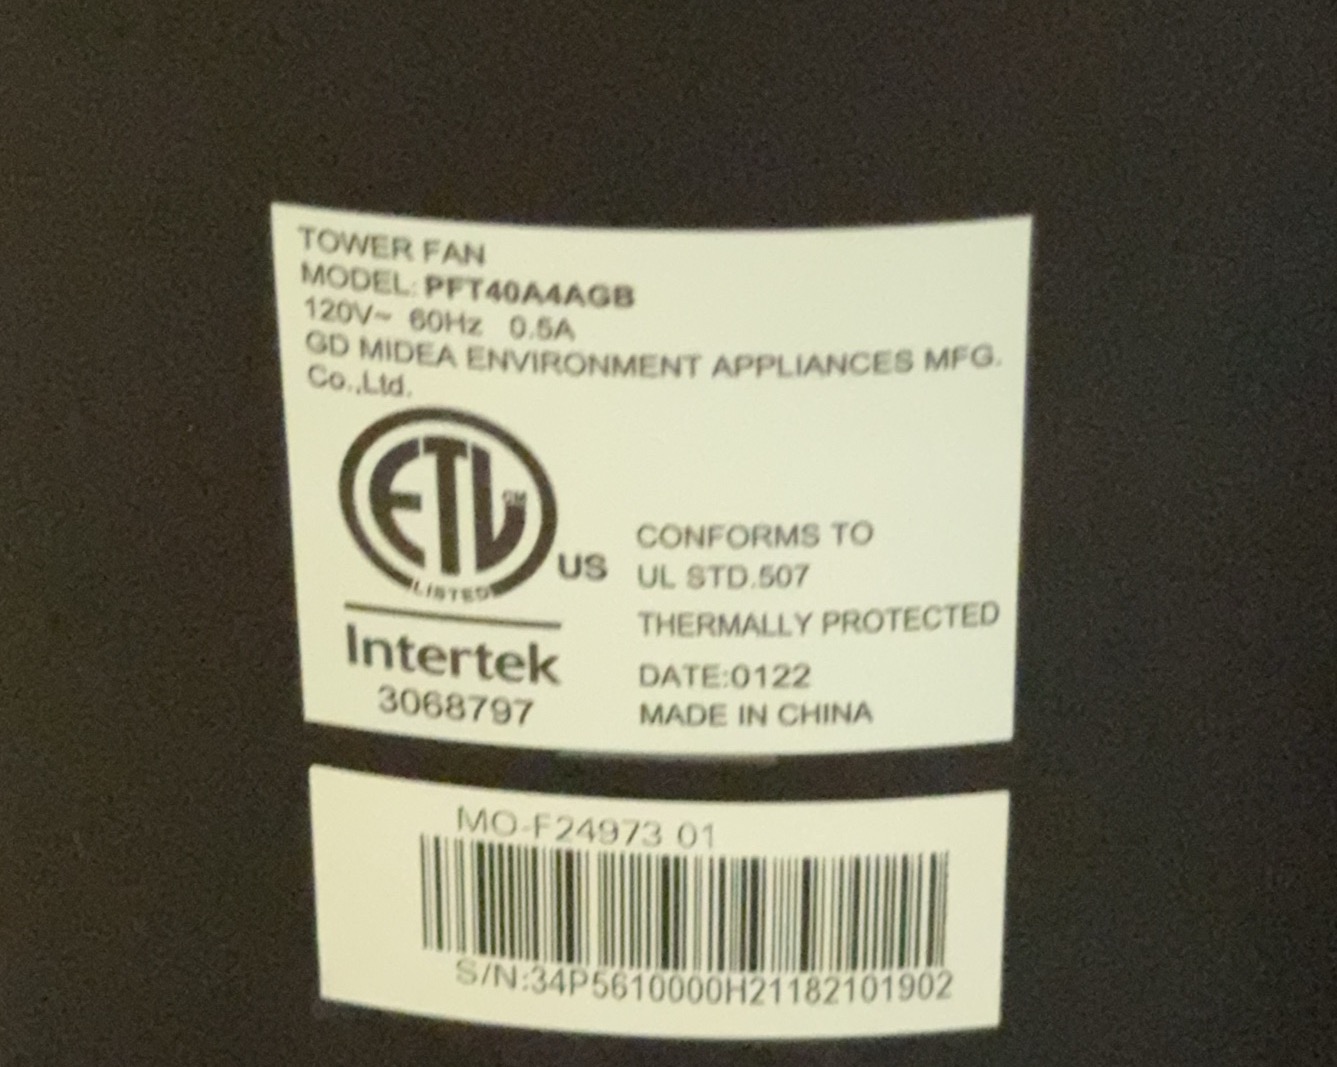 TOWER FAN
MODEL: PFT40A4AGB
120V~ 60Hz 0.5A
GD MIDEA ENVIRONMENT APPLIANCES MFG.
Co.,Ltd.
ETL CM
LISTED
US
Intertek
3068797
CONFORMS TO
UL STD.507
THERMALLY PROTECTED
DATE:0122
MADE IN CHINA
MO-F24973 01
S/N:34P5610000H21182101902